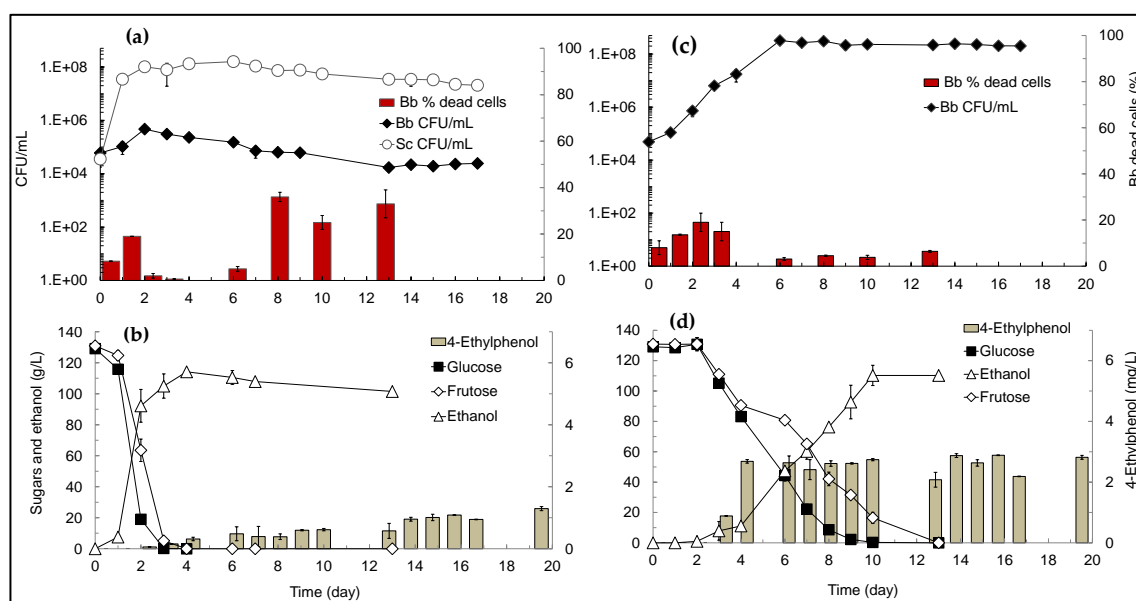 (a)
CFU/mL
1.E+08
1.E+06
1.E+04
1.E+02
1.E+00
100
80
60
40
20
0
Bb % dead cells
Bb CFU/mL
Sc CFU/mL
0 2 4 6 8 10 12 14 16 18 20
(c)
1.E+08
1.E+06
1.E+04
1.E+02
1.E+00
100
80
60
40
20
0
Bb dead cells (%)
Bb % dead cells
Bb CFU/mL
0 2 4 6 8 10 12 14 16 18 20
(b)
Sugars and ethanol (g/L)
140
120
100
80
60
40
20
0
6
4
2
0
4-Ethylphenol
Glucose
Frutose
Ethanol
0 2 4 6 8 10 12 14 16 18 20
Time (day)
(d)
140
120
100
80
60
40
20
0
6
4
2
0
4-Ethylphenol (mg/L)
4-Ethylphenol
Glucose
Ethanol
Frutose
0 2 4 6 8 10 12 14 16 18 20
Time (day)